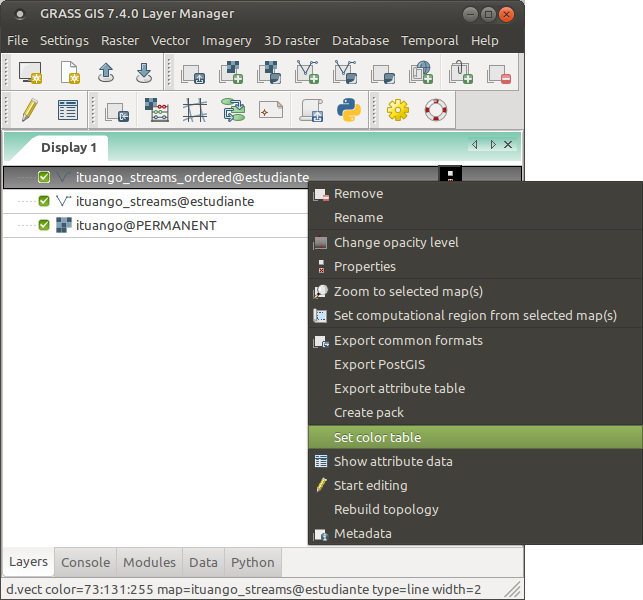 GRASS GIS 7.4.0 Layer Manager
File Settings Raster Vector Imagery 3D raster Database Temporal Help
Display 1
ituango_streams_ordered@estudiante
ituango_streams@estudiante
ituango@PERMANENT
Remove
Rename
Change opacity level
Properties
Zoom to selected map(s)
Set computational region from selected map(s)
Export common formats
Export PostGIS
Export attribute table
Create pack
Set color table
Show attribute data
Start editing
Rebuild topology
Metadata
Layers Console Modules Data Python
d.vect color=73:131:255 map=ituango_streams@estudiante type=line width=2